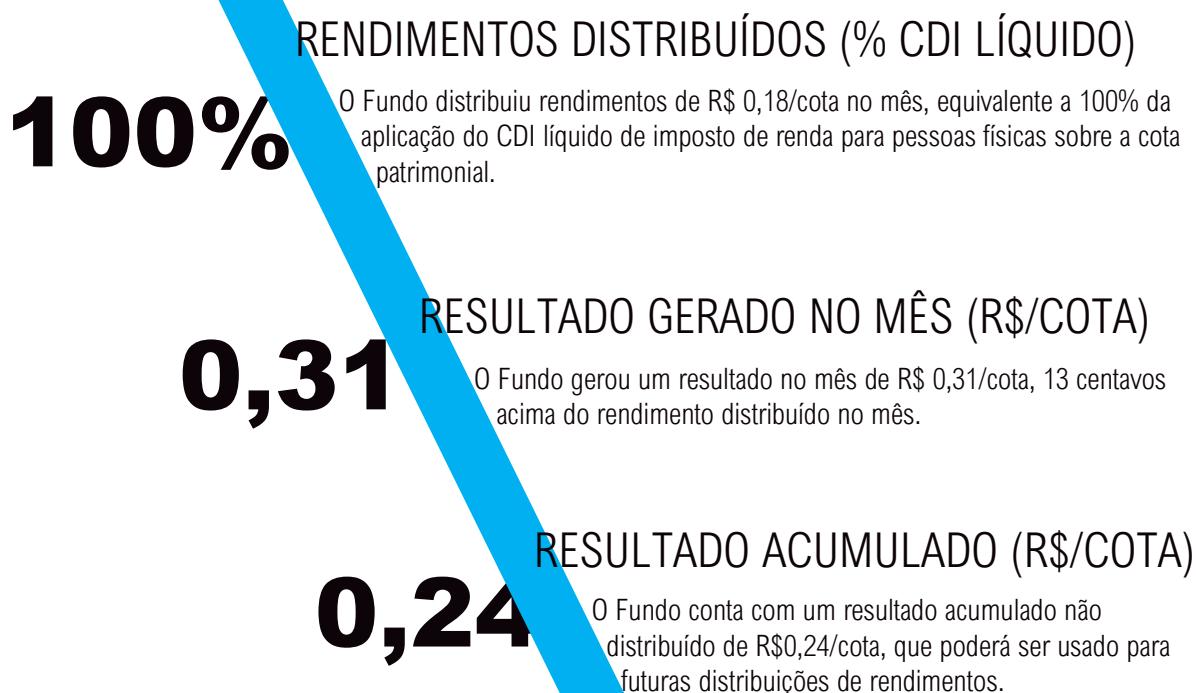 RENDIMENTOS DISTRIBUÍDOS (% CDI LÍQUIDO)
100%
O Fundo distribuiu rendimentos de R$ 0,18/cota no mês, equivalente a 100% da
aplicação do CDI líquido de imposto de renda para pessoas físicas sobre a cota
patrimonial.
RESULTADO GERADO NO MÊS (R$/COTA)
0,31
O Fundo gerou um resultado no mês de R$ 0,31/cota, 13 centavos
acima do rendimento distribuído no mês.
RESULTADO ACUMULADO (R$/COTA)
0,24
O Fundo conta com um resultado acumulado não
distribuído de R$0,24/cota, que poderá ser usado para
futuras distribuições de rendimentos.